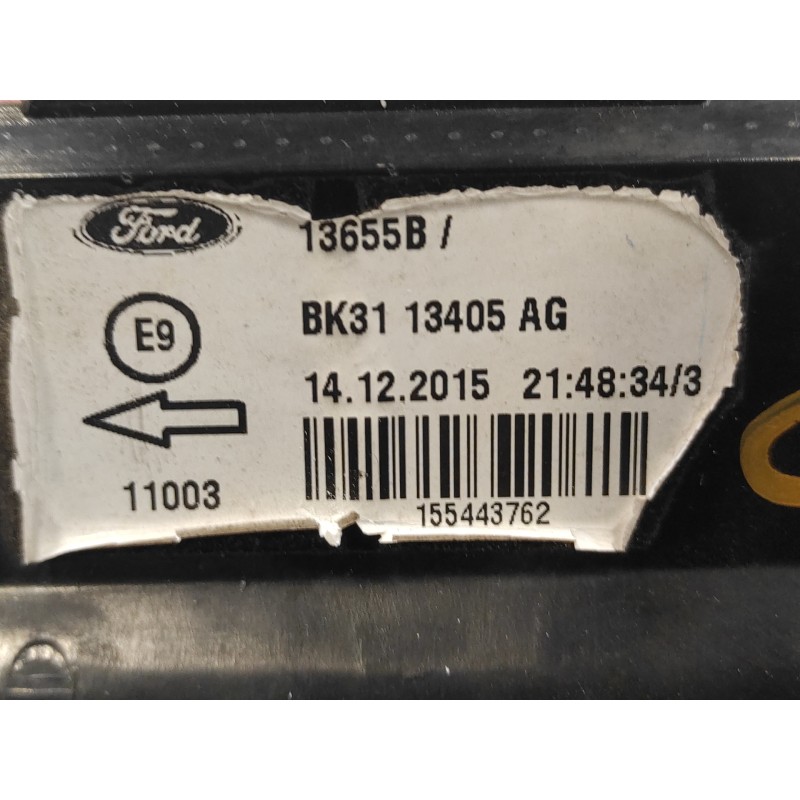 Ford
13655B /
E9
BK31 13405 AG
14.12.2015 21:48:34/3
11003
155443762